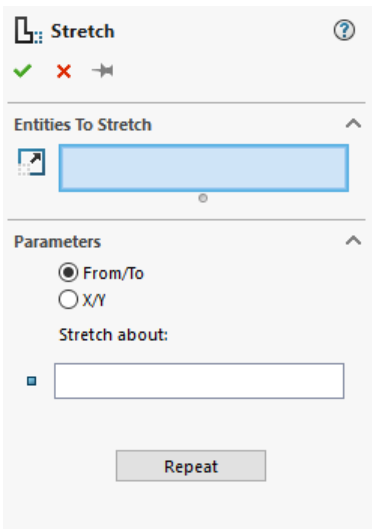 Stretch
Entities To Stretch
Parameters
From/To
X/Y
Stretch about:
Repeat